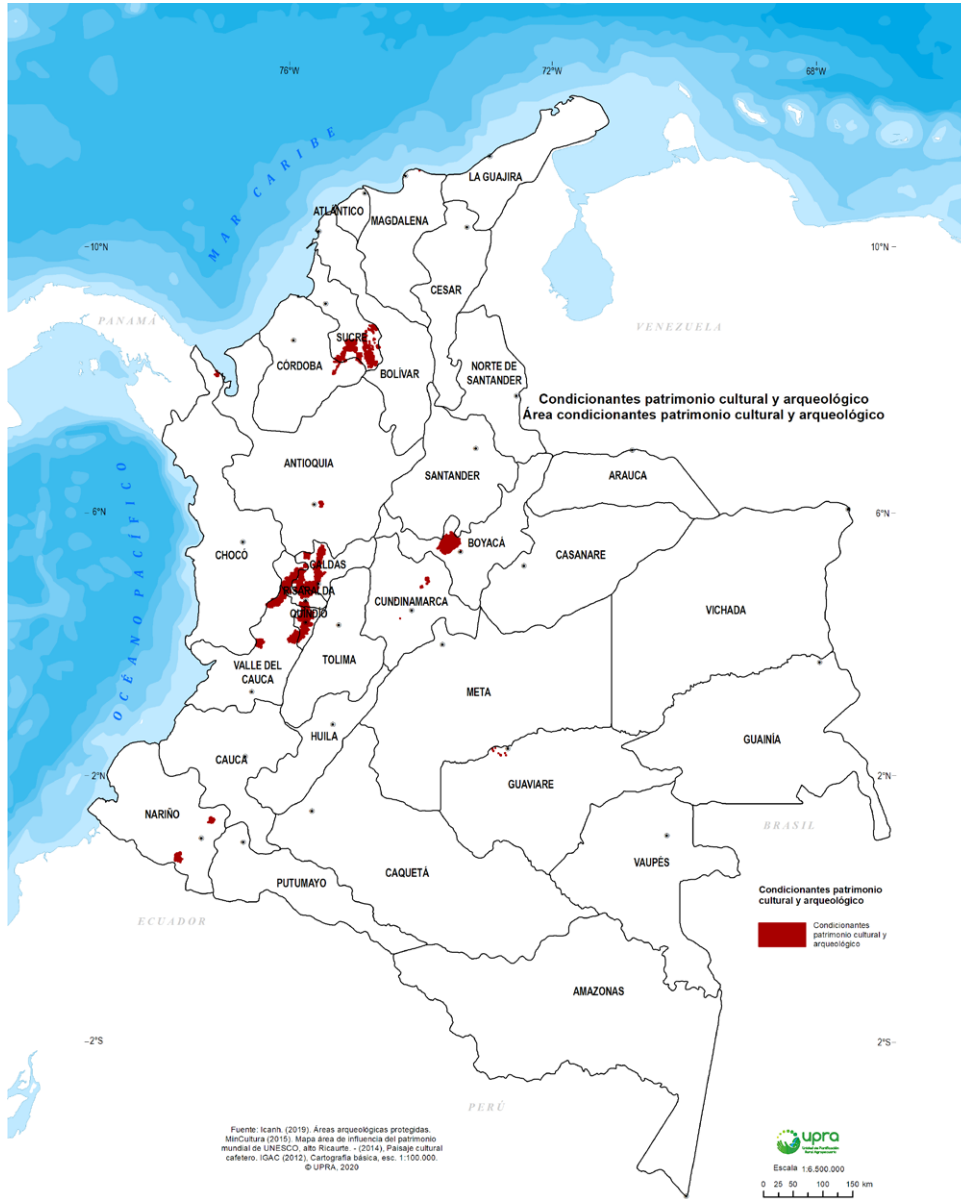 76°W 72°W 68°W
MAR CARIBE
LA GUAJIRA
ATLÁNTICO
MAGDALENA
10°N 10°N
CESAR
PANAMÁ
VENEZUELA
SUCRE
CÓRDOBA
BOLÍVAR
NORTE DE
SANTANDER
Condicionantes patrimonio cultural y arqueológico
Área condicionantes patrimonio cultural y arqueológico
ANTIOQUIA
SANTANDER
ARAUCA
OCÉANO PACÍFICO
6°N 6°N
CHOCÓ
BOYACÁ
CASANARE
CALDAS
RISARALDA
CUNDINAMARCA
QUINDIO
VICHADA
VALLE DEL
CAUCA
TOLIMA
META
HUILA
GUAINÍA
CAUCA
2°N 2°N
GUAVIARE
NARIÑO
BRASIL
VAUPÉS
CAQUETÁ
PUTUMAYO
ECUADOR
Condicionantes patrimonio
cultural y arqueológico
Condicionantes
patrimonio cultural y
arqueológico
AMAZONAS
2°S 2°S
PERÚ
Fuente: Icanh. (2019). Áreas arqueológicas protegidas.
MinCultura (2015). Mapa área de influencia del patrimonio
mundial de UNESCO, alto Ricaurte. - (2014), Paisaje cultural
cafetero. IGAC (2012), Cartografía básica, esc. 1:100.000.
© UPRA, 2020
upra
Escala 1:6.500.000
0 25 50 100 150 km